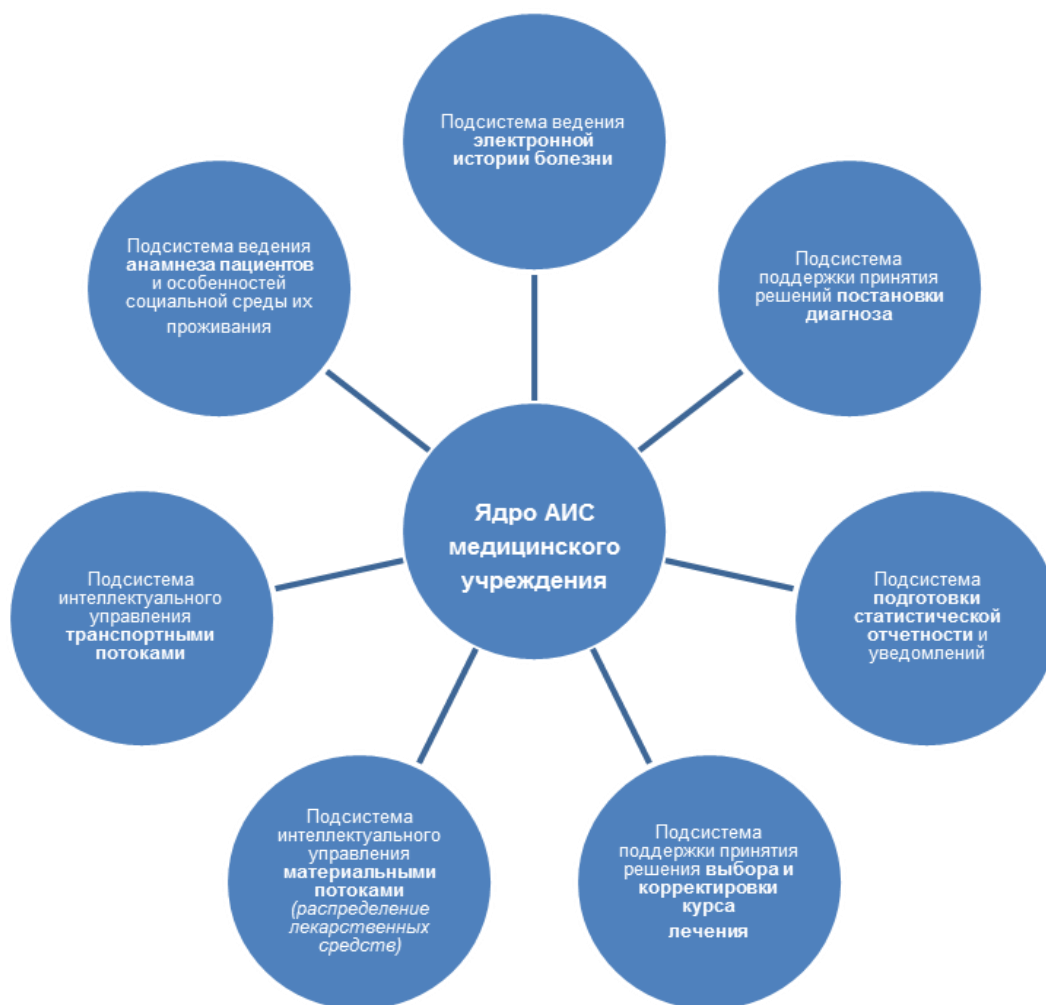 Подсистема ведения
электронной
истории болезни
Подсистема
поддержки принятия
решений постановки
диагноза
Подсистема
подготовки
статистической
отчетности и
уведомлений
Подсистема
поддержки принятия
решения выбора и
корректировки
курса
лечения
Подсистема
интеллектуального
управления
материальными
потоками
(распределение
лекарственных
средств)
Подсистема
интеллектуального
управления
транспортными
потоками
Подсистема ведения
анамнеза пациентов
и особенностей
социальной среды их
проживания
Ядро АИС
медицинского
учреждения